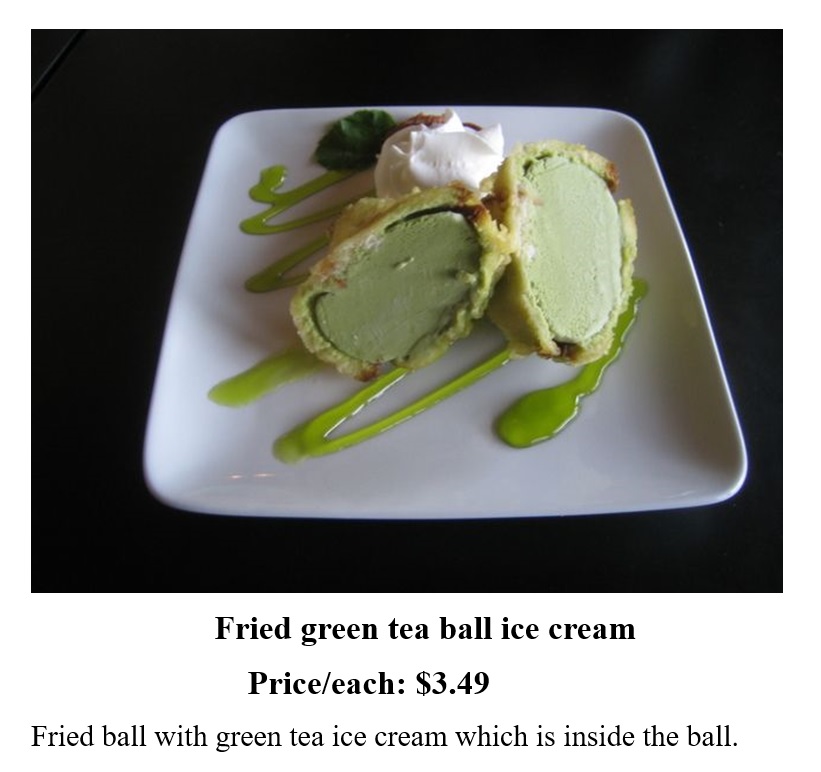 Fried green tea ball ice cream
Price/each: $3.49
Fried ball with green tea ice cream which is inside the ball.